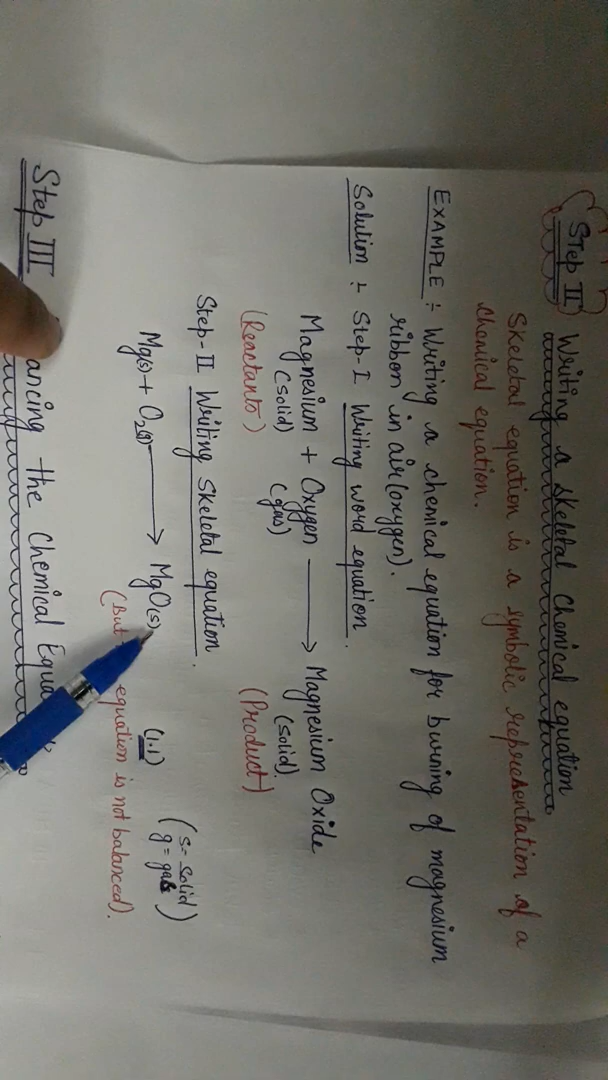 Step II Writing a skeletal Chemical equation
Skeletal equation is a symbolic representation of a
chemical equation.
EXAMPLE :- Writing a chemical equation for burning of magnesium
ribbon in air (oxygen).
Solution :- Step-I Writing word equation.
Magnesium + Oxygen ⟶ Magnesium Oxide
(solid) (gas) (solid)
(Reactants) (Product)
Step-II Writing Skeletal equation.
Mg(s) + O2(g) ⟶ MgO(s) (1.1) (s = solid
g = gas)
(But equation is not balanced).
Step III ancing the Chemical Equa